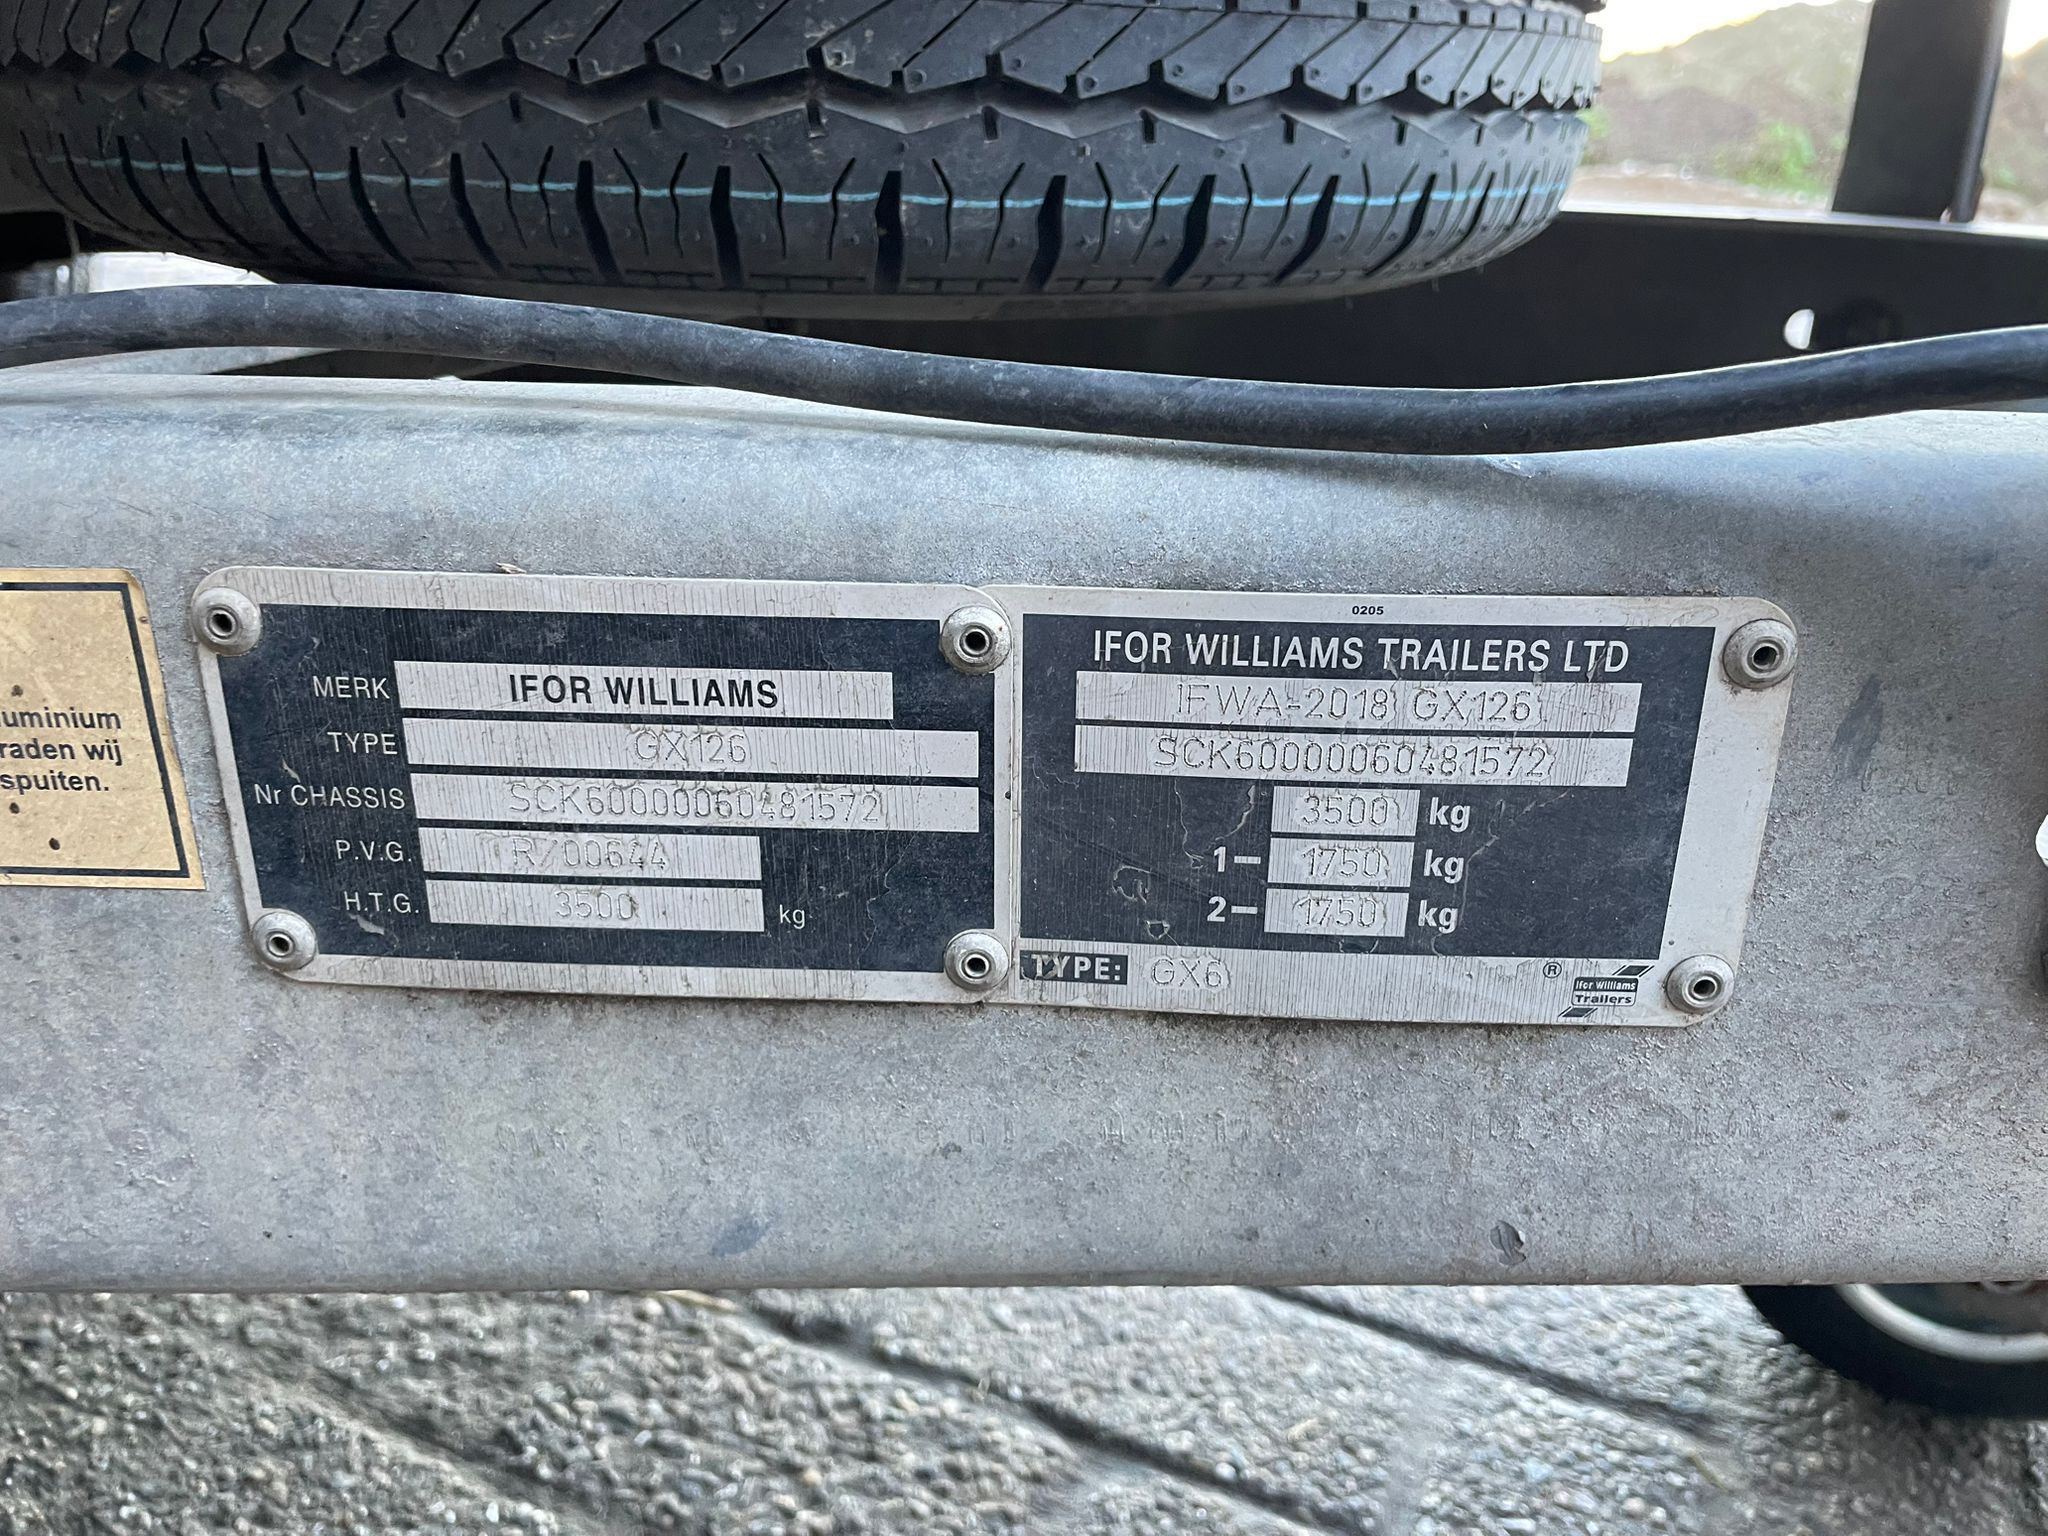 uminium
raden wij
spuiten.
MERK IFOR WILLIAMS
TYPE GX126
Nr CHASSIS SCK60000060481572
P.V.G. R/00644
H.T.G. 3500 kg
0205
IFOR WILLIAMS TRAILERS LTD
IFWA-2018 GX126
SCK60000060481572
3500 kg
1- 1750 kg
2- 1750 kg
TYPE: GX6
®
Ifor Williams
Trailers